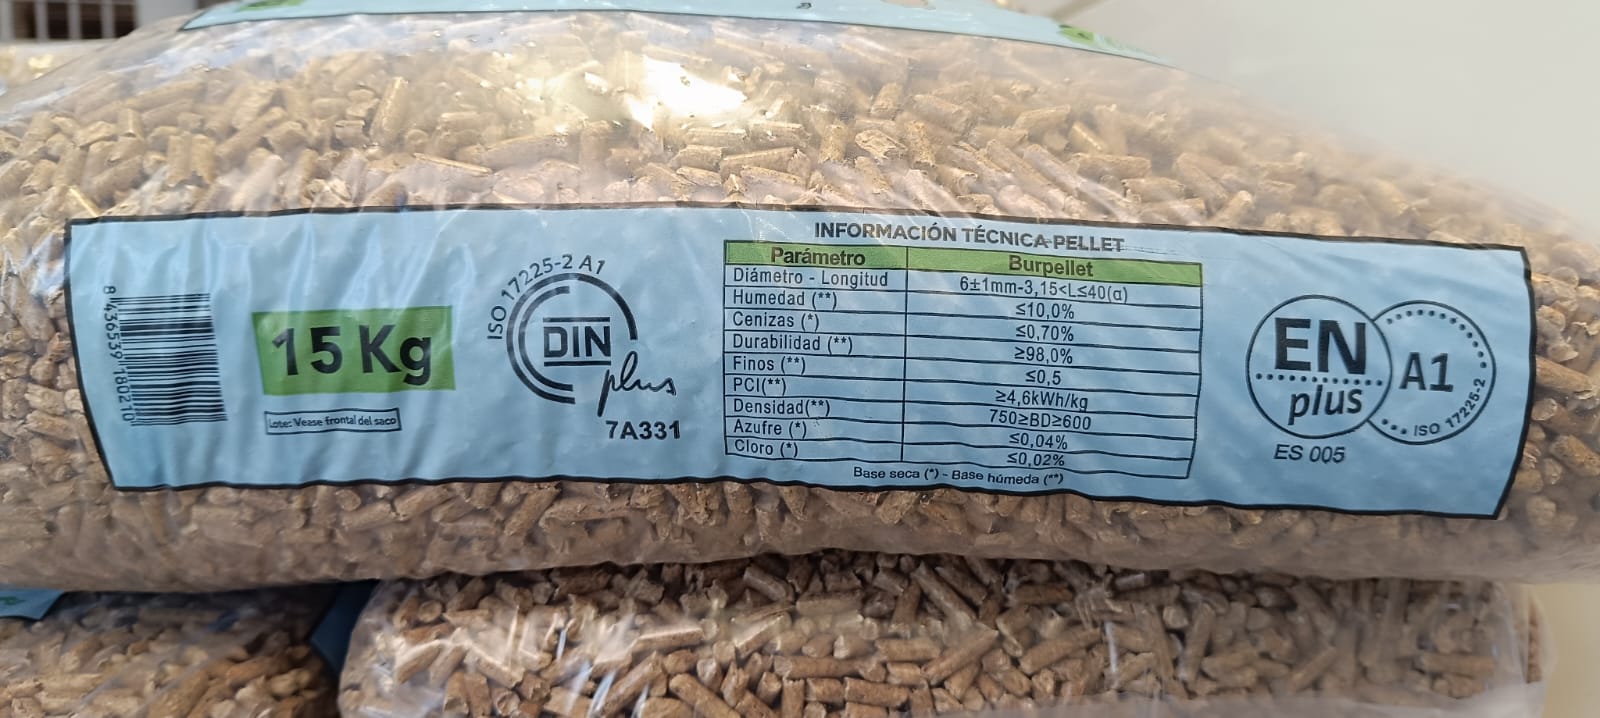 8 436539 180210
15 Kg
Lote: Vease frontal del saco
ISO 17225-2 A1
DIN
plus
7A331
INFORMACIÓN TÉCNICA PELLET
Parámetro Burpellet
Diámetro - Longitud 6±1mm-3,15<L≤40(a)
Humedad (**) ≤10,0%
Cenizas (*) ≤0,70%
Durabilidad (**) ≥98,0%
Finos (**) ≤0,5
PCI(**) ≥4,6kWh/kg
Densidad(**) 750≥BD≥600
Azufre (*) ≤0,04%
Cloro (*) ≤0,02%
Base seca (*) - Base húmeda (**)
EN
plus
A1
ISO 17225-2
ES 005